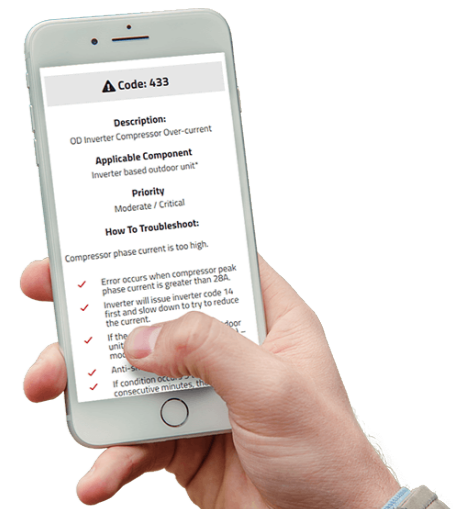 Code: 433
Description:
OD Inverter Compressor Over-current
Applicable Component
Inverter based outdoor unit*
Priority
Moderate / Critical
How To Troubleshoot:
Compressor phase current is too high.
Error occurs when compressor peak
phase current is greater than 28A.
Inverter will issue inverter code 14
first and slow down to try to reduce
the current.
If the
unit
If condition
consecutive minutes,